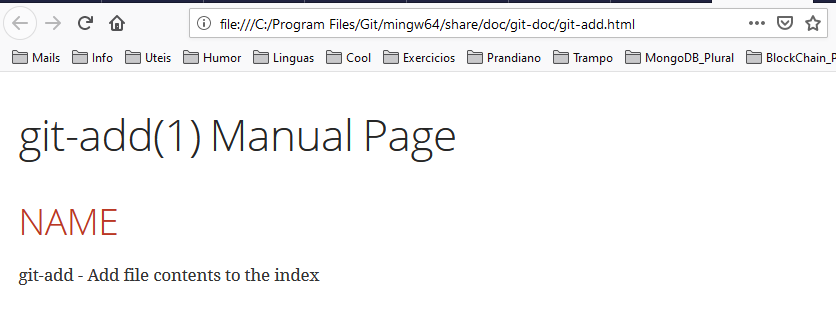 file:///C:/Program Files/Git/mingw64/share/doc/git-doc/git-add.html
Mails Info Uteis Humor Linguas Cool Exercicios Prandiano Trampo MongoDB_Plural BlockChain_P
git-add(1) Manual Page
NAME
git-add - Add file contents to the index